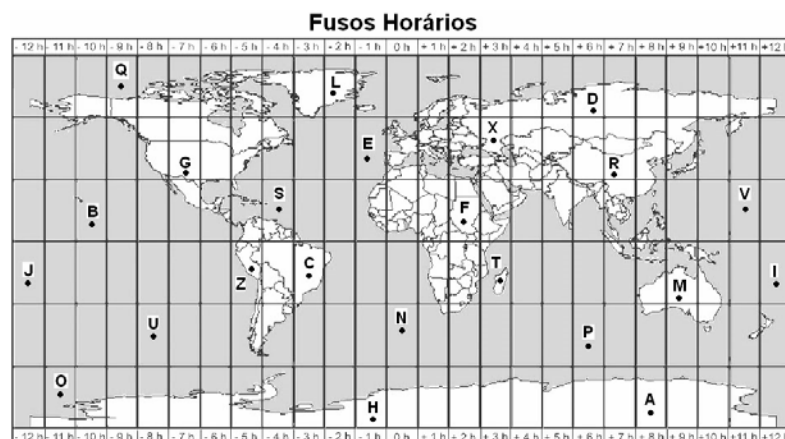 Fusos Horários
- 12 h - 11 h - 10 h - 9 h - 8 h - 7 h - 6 h - 5 h - 4 h - 3 h - 2 h - 1 h 0 h + 1 h + 2 h + 3 h + 4 h + 5 h + 6 h + 7 h + 8 h + 9 h +10 h +11 h +12 h
Q
L
D
X
E
G
R
S
V
B
F
J
Z
C
T
M
I
U
N
P
O
H
A
- 12 h - 11 h - 10 h - 9 h - 8 h - 7 h - 6 h - 5 h - 4 h - 3 h - 2 h - 1 h 0 h + 1 h + 2 h + 3 h + 4 h + 5 h + 6 h + 7 h + 8 h + 9 h +10 h +11 h +12 h